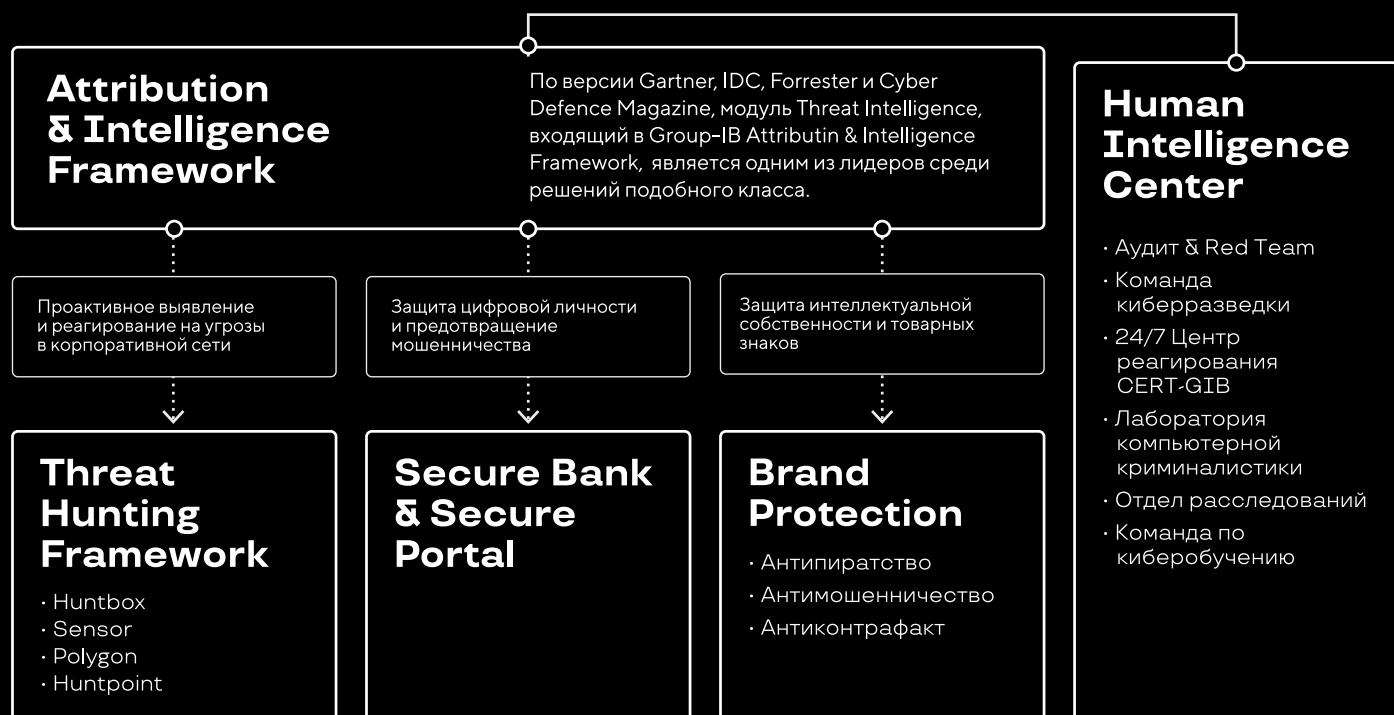 Attribution
& Intelligence
Framework
По версии Gartner, IDC, Forrester и Cyber
Defence Magazine, модуль Threat Intelligence,
входящий в Group-IB Attributin & Intelligence
Framework, является одним из лидеров среди
решений подобного класса.
Human
Intelligence
Center
· Аудит & Red Team
· Команда
киберразведки
· 24/7 Центр
реагирования
CERT-GIB
· Лаборатория
компьютерной
криминалистики
· Отдел расследований
· Команда по
киберобучению
Проактивное выявление
и реагирование на угрозы
в корпоративной сети
Защита цифровой личности
и предотвращение
мошенничества
Защита интеллектуальной
собственности и товарных
знаков
Threat
Hunting
Framework
· Huntbox
· Sensor
· Polygon
· Huntpoint
Secure Bank
& Secure
Portal
Brand
Protection
· Антипиратство
· Антимошенничество
· Антиконтрафакт